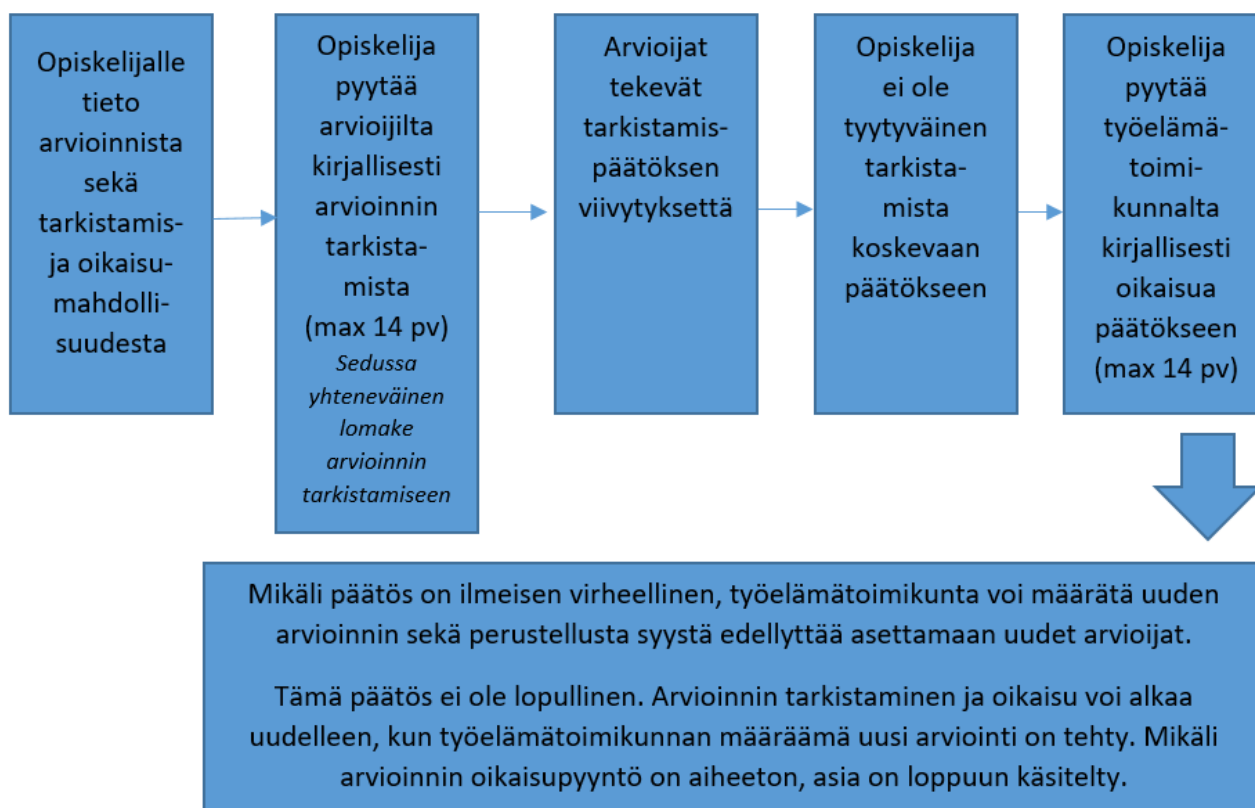 Opiskelijalle
tieto
arvioinnista
sekä
tarkistamis-
ja oikaisu-
mahdolli-
suudesta
Opiskelija
pyytää
arvioijilta
kirjallisesti
arvioinnin
tarkista-
mista
(max 14 pv)
Sedussa
yhteneväinen
lomake
arvioinnin
tarkistamiseen
Arvioijat
tekevät
tarkistamis-
päätöksen
viivytyksettä
Opiskelija
ei ole
tyytyväinen
tarkista-
mista
koskevaan
päätökseen
Opiskelija
pyytää
työelämä-
toimi-
kunnalta
kirjallisesti
oikaisua
päätökseen
(max 14 pv)
Mikäli päätös on ilmeisen virheellinen, työelämätoimikunta voi määrätä uuden
arvioinnin sekä perustellusta syystä edellyttää asettamaan uudet arvioijat.
Tämä päätös ei ole lopullinen. Arvioinnin tarkistaminen ja oikaisu voi alkaa
uudelleen, kun työelämätoimikunnan määräämä uusi arviointi on tehty. Mikäli
arvioinnin oikaisupyyntö on aiheeton, asia on loppuun käsitelty.